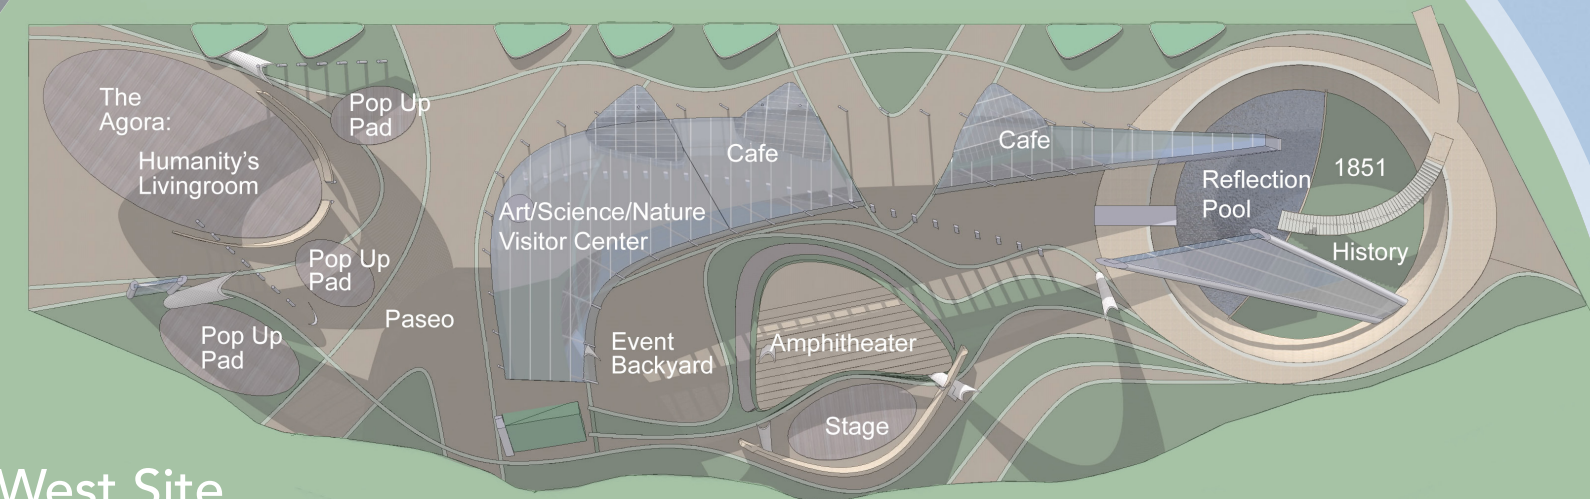 The
Agora:
Humanity's
Livingroom
Pop Up
Pad
Pop Up
Pad
Pop Up
Pad
Paseo
Art/Science/Nature
Visitor Center
Cafe
Event
Backyard
Amphitheater
Stage
Cafe
Reflection
Pool
1851
History
West Site